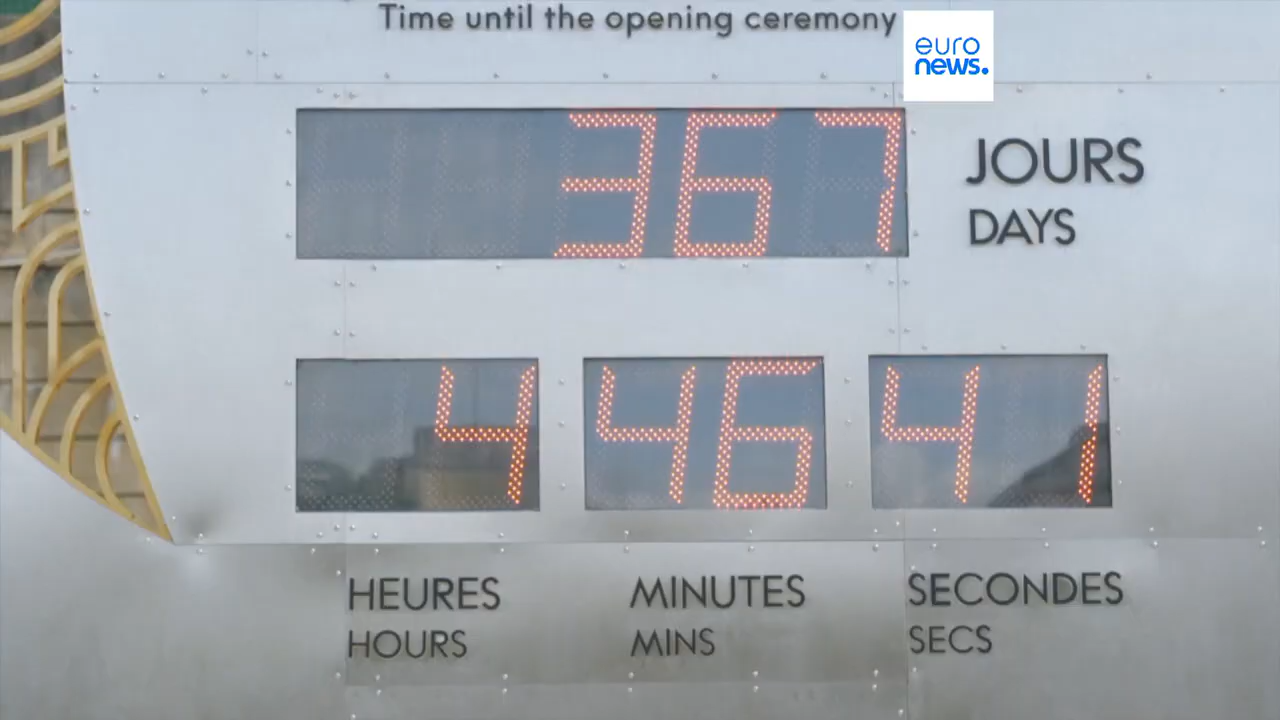 Time until the opening ceremony
euro
news.
367
JOURS
DAYS
4 46 41
HEURES MINUTES SECONDES
HOURS MINS SECS